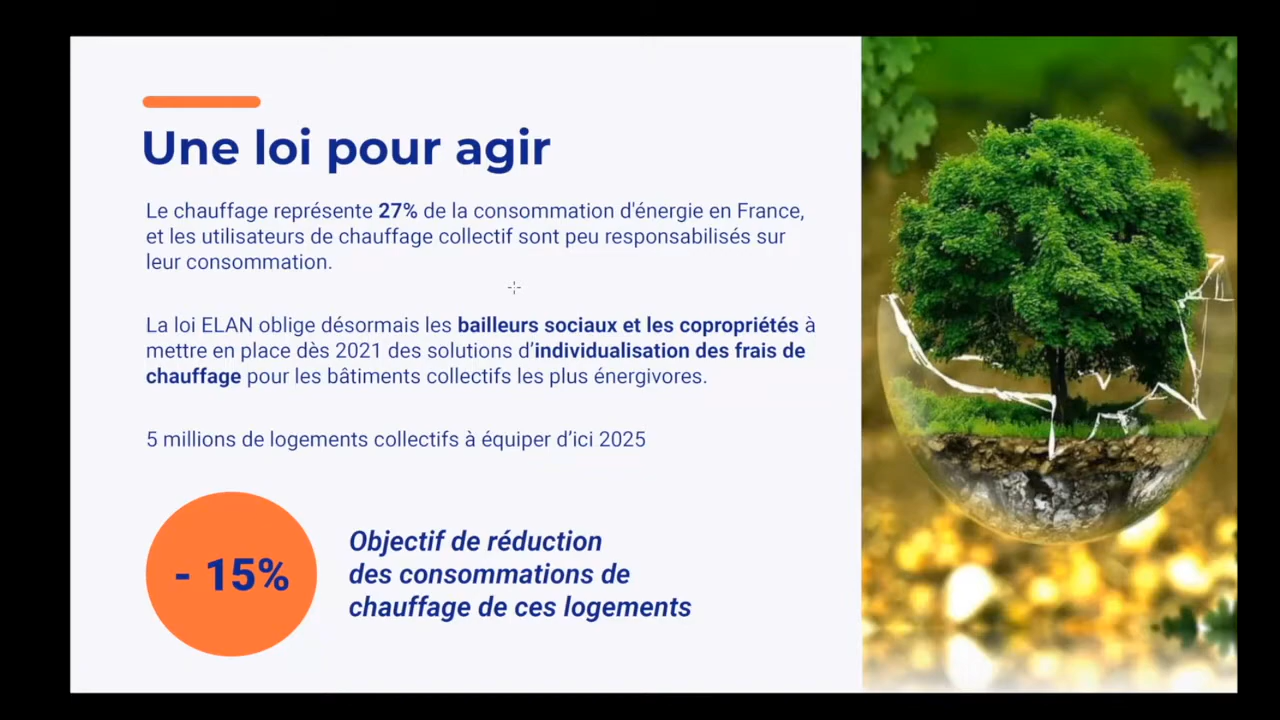 Une loi pour agir
Le chauffage représente 27% de la consommation d'énergie en France,
et les utilisateurs de chauffage collectif sont peu responsabilisés sur
leur consommation.
La loi ELAN oblige désormais les bailleurs sociaux et les copropriétés à
mettre en place dès 2021 des solutions d’individualisation des frais de
chauffage pour les bâtiments collectifs les plus énergivores.
5 millions de logements collectifs à équiper d’ici 2025
- 15%
Objectif de réduction
des consommations de
chauffage de ces logements